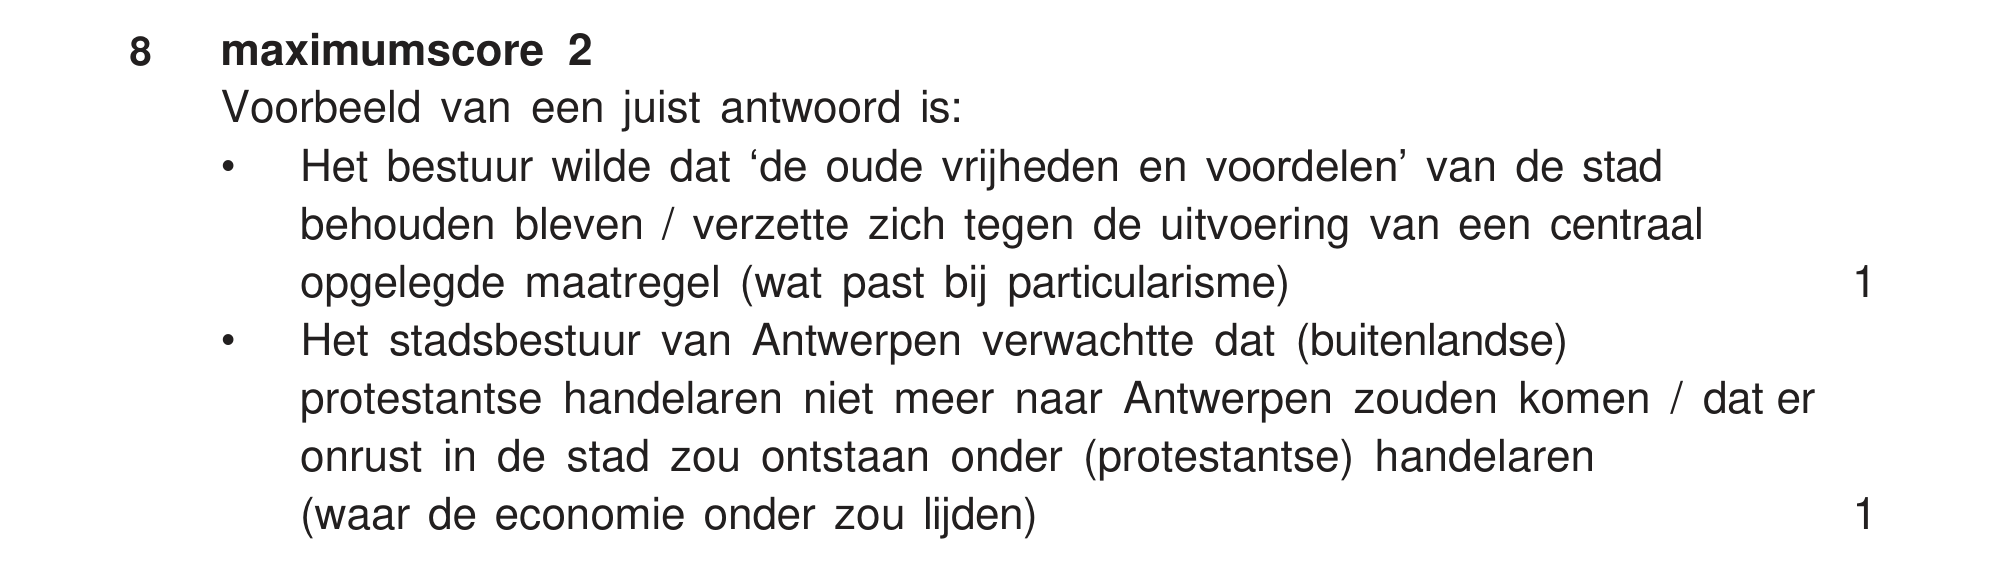 8 maximumscore 2
Voorbeeld van een juist antwoord is:
• Het bestuur wilde dat ‘de oude vrijheden en voordelen’ van de stad
behouden bleven / verzette zich tegen de uitvoering van een centraal
opgelegde maatregel (wat past bij particularisme) 1
• Het stadsbestuur van Antwerpen verwachtte dat (buitenlandse)
protestantse handelaren niet meer naar Antwerpen zouden komen / dat er
onrust in de stad zou ontstaan onder (protestantse) handelaren
(waar de economie onder zou lijden) 1